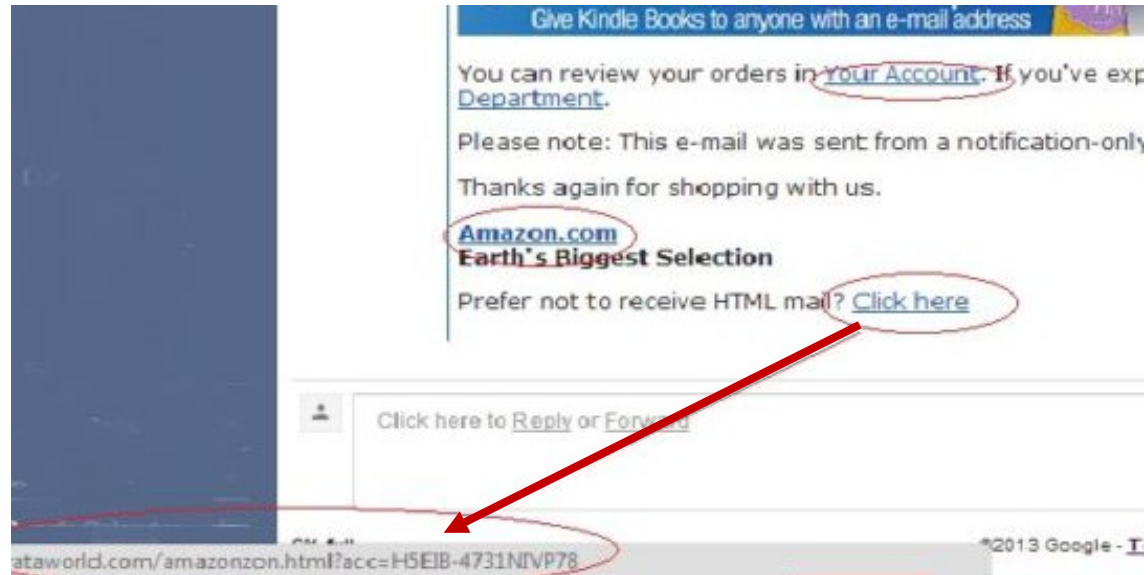 Give Kindle Books to anyone with an e-mail address
You can review your orders in Your Account. If you've exp
Department.
Please note: This e-mail was sent from a notification-only
Thanks again for shopping with us.
Amazon.com
Earth's Biggest Selection
Prefer not to receive HTML mail? Click here
Click here to Reply or Forward
©2013 Google - T
ataworld.com/amazonzon.html?acc=H5EIB-4731NIVP78